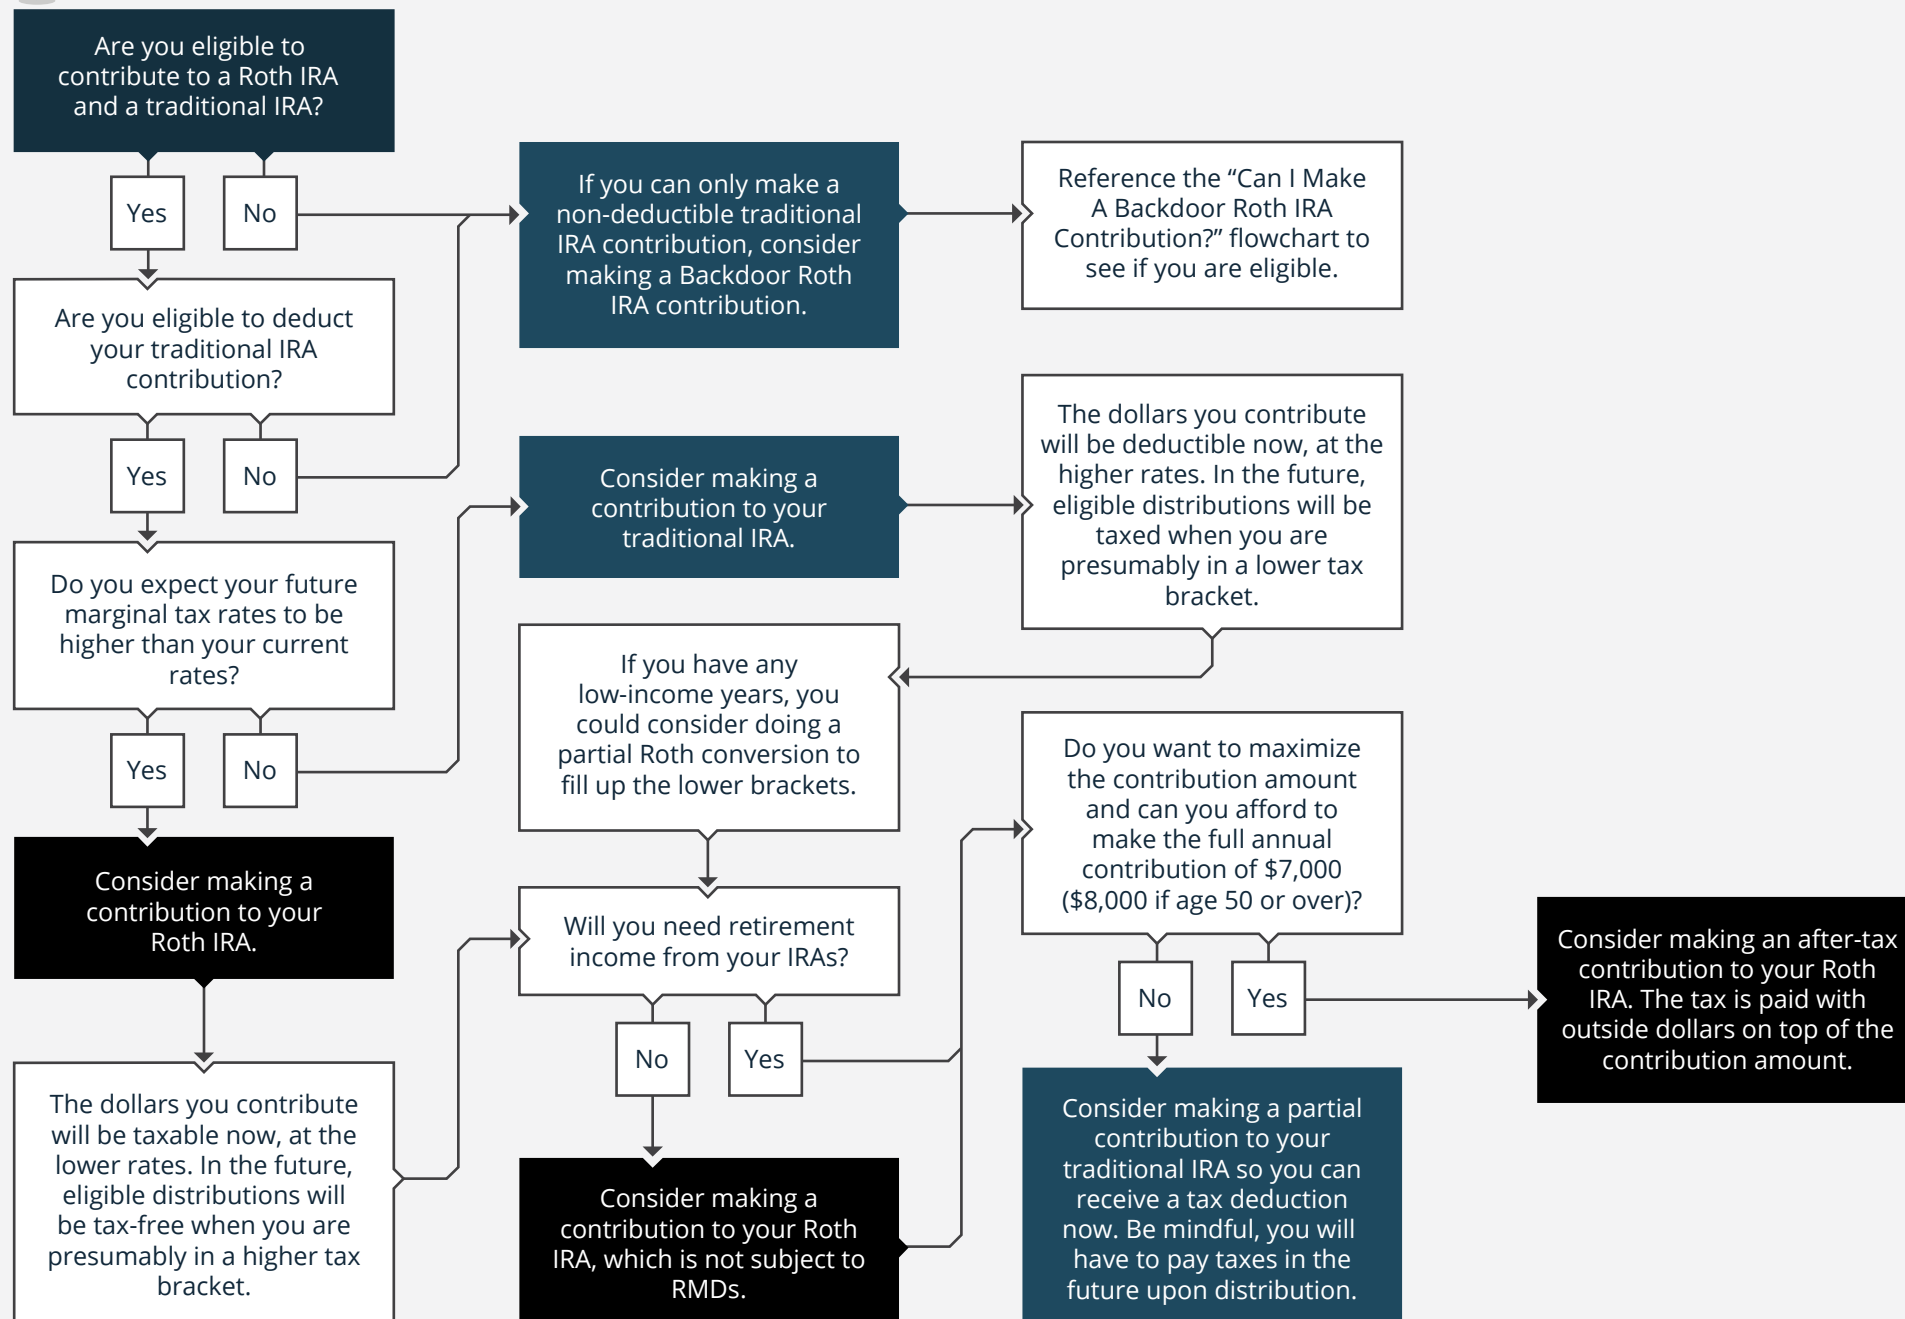 Are you eligible to
contribute to a Roth IRA
and a traditional IRA?
Yes
No
If you can only make a
non-deductible traditional
IRA contribution, consider
making a Backdoor Roth
IRA contribution.
Reference the “Can I Make
A Backdoor Roth IRA
Contribution?” flowchart to
see if you are eligible.
Are you eligible to deduct
your traditional IRA
contribution?
Yes
No
Do you expect your future
marginal tax rates to be
higher than your current
rates?
Yes
No
Consider making a
contribution to your
traditional IRA.
The dollars you contribute
will be deductible now, at the
higher rates. In the future,
eligible distributions will be
taxed when you are
presumably in a lower tax
bracket.
If you have any
low-income years, you
could consider doing a
partial Roth conversion to
fill up the lower brackets.
Consider making a
contribution to your
Roth IRA.
The dollars you contribute
will be taxable now, at the
lower rates. In the future,
eligible distributions will
be tax-free when you are
presumably in a higher tax
bracket.
Will you need retirement
income from your IRAs?
No
Yes
Consider making a
contribution to your Roth
IRA, which is not subject to
RMDs.
Do you want to maximize
the contribution amount
and can you afford to
make the full annual
contribution of $7,000
($8,000 if age 50 or over)?
No
Yes
Consider making a partial
contribution to your
traditional IRA so you can
receive a tax deduction
now. Be mindful, you will
have to pay taxes in the
future upon distribution.
Consider making an after-tax
contribution to your Roth
IRA. The tax is paid with
outside dollars on top of the
contribution amount.